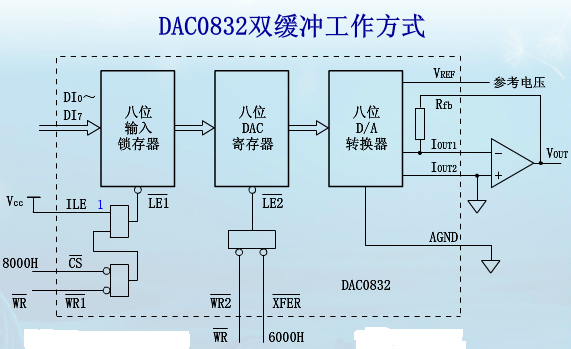 DAC0832双缓冲工作方式
VREF
参考电压
DI0～
DI7
八位
输入
锁存器
八位
DAC
寄存器
八位
D/A
转换器
Rfb
IOUT1
IOUT2
－
＋
VOUT
Vcc
ILE
1
LE1
LE2
AGND
8000H
CS
DAC0832
WR
WR1
WR2
XFER
WR
6000H